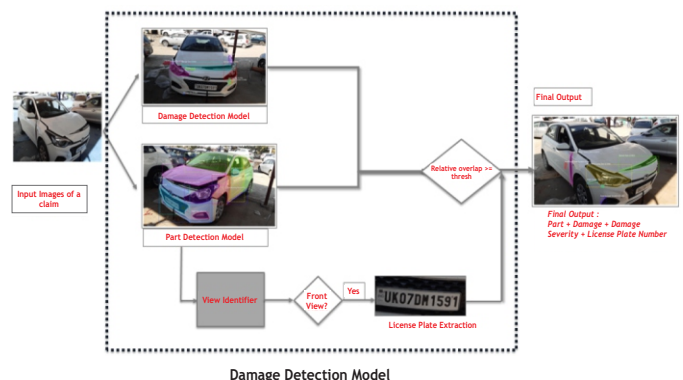 Input Images of a
claim
Damage Detection Model
Part Detection Model
View Identifier
Front
View?
Yes
UK07DM1591
License Plate Extraction
Relative overlap >=
thresh
Final Output
Final Output :
Part + Damage + Damage
Severity + License Plate Number
Damage Detection Model